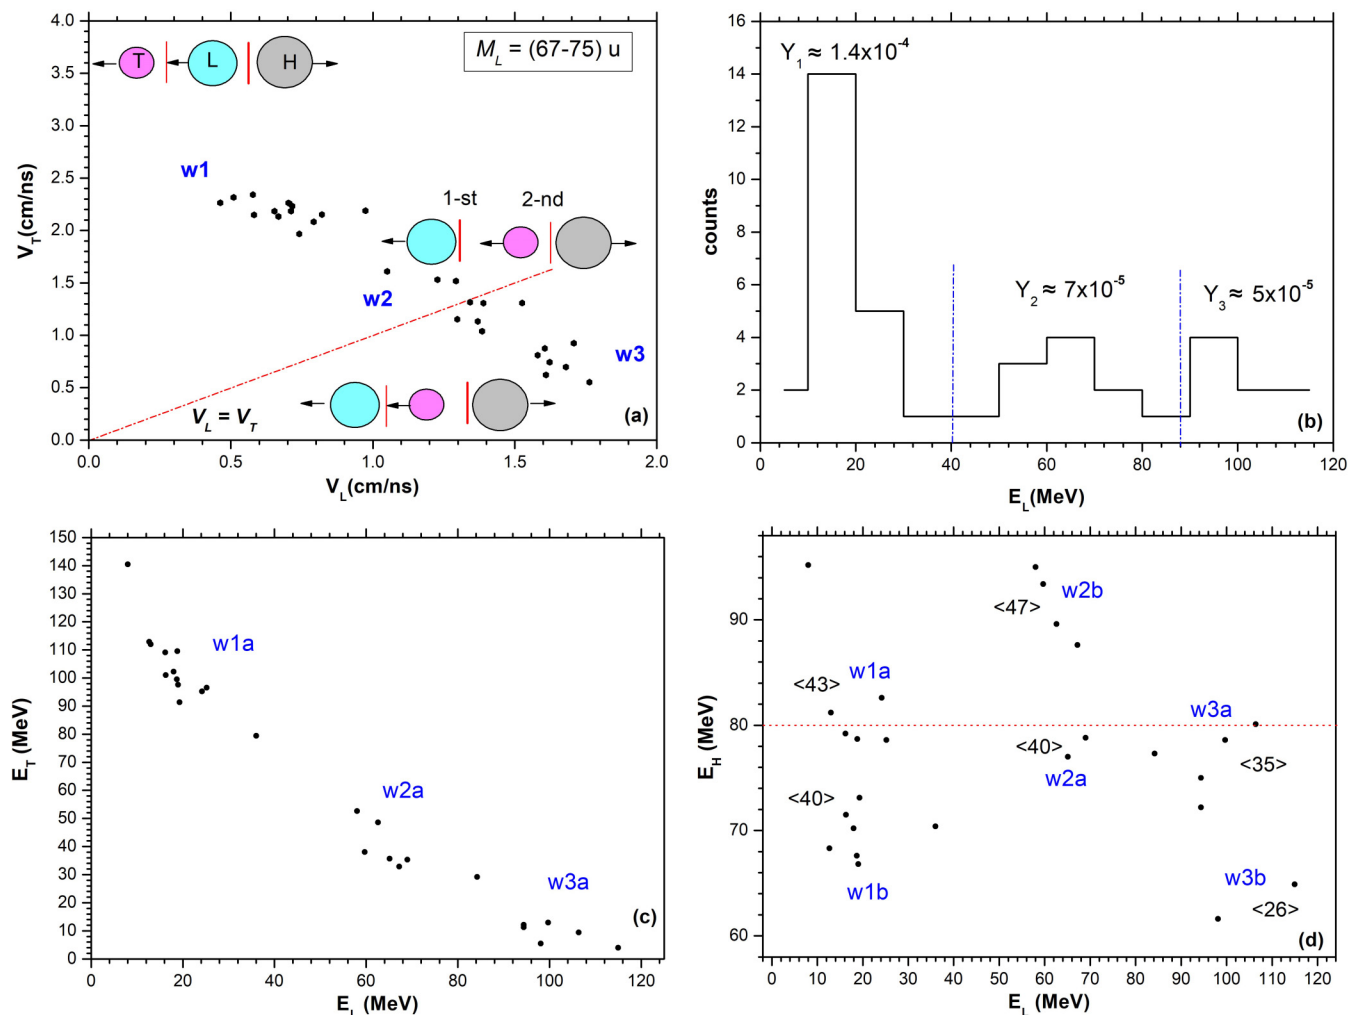 4.0
3.5
3.0
2.5
2.0
1.5
1.0
0.5
0.0
V_T(cm/ns)
0.0 0.5 1.0 1.5 2.0
V_L(cm/ns)
M_L = (67-75) u
T L H
w1
1-st 2-nd
w2
w3
V_L = V_T
(a)
16
14
12
10
8
6
4
2
0
counts
0 20 40 60 80 100 120
E_L(MeV)
Y_1 ≈ 1.4x10^-4
Y_2 ≈ 7x10^-5
Y_3 ≈ 5x10^-5
(b)
150
140
130
120
110
100
90
80
70
60
50
40
30
20
10
0
E_T (MeV)
0 20 40 60 80 100 120
E_L (MeV)
w1a
w2a
w3a
(c)
90
80
70
60
E_H (MeV)
0 10 20 30 40 50 60 70 80 90 100 110 120
E_L (MeV)
w2b
<47>
w1a
<43>
w3a
<40>
<35>
w2a
<40>
w1b
w3b
<26>
(d)